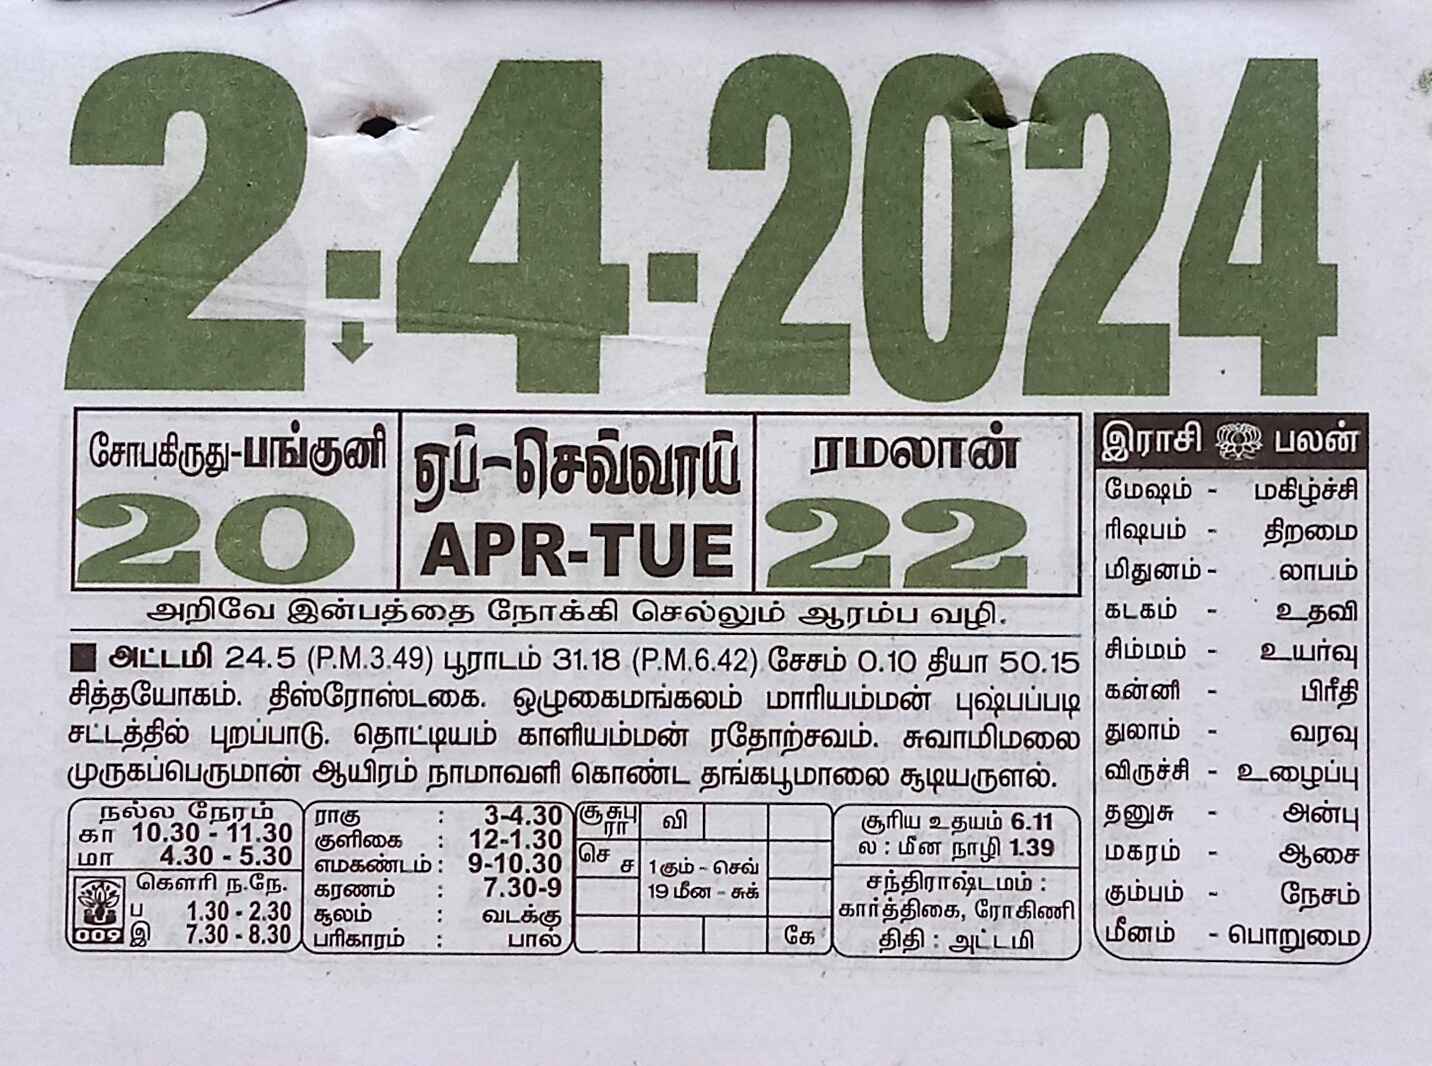 2.4.2024
சோபகிருது-பங்குனி
20
ஏப்-செவ்வாய்
APR-TUE
ரமலான்
22
அறிவே இன்பத்தை நோக்கி செல்லும் ஆரம்ப வழி.
அட்டமி 24.5 (P.M.3.49) பூராடம் 31.18 (P.M.6.42) சேசம் 0.10 தியா 50.15
சித்தயோகம். திஸ்ரோஸ்டகை. ஒழுகைமங்கலம் மாரியம்மன் புஷ்பப்படி
சட்டத்தில் புறப்பாடு. தொட்டியம் காளியம்மன் ரதோற்சவம். சுவாமிமலை
முருகப்பெருமான் ஆயிரம் நாமாவளி கொண்ட தங்கபூமாலை சூடியருளல்.
நல்ல நேரம்
கா 10.30 - 11.30
மா 4.30 - 5.30
கௌரி ந.நே.
ப 1.30 - 2.30
இ 7.30 - 8.30
009
ராகு : 3-4.30
குளிகை : 12-1.30
எமகண்டம் : 9-10.30
கரணம் : 7.30-9
சூலம் : வடக்கு
பரிகாரம் : பால்
சூசுபு வி
ரா
செ
ச
1 கும் - செவ்
19 மீன - சுக்
கே
சூரிய உதயம் 6.11
ல : மீன நாழி 1.39
சந்திராஷ்டமம் :
கார்த்திகை, ரோகிணி
திதி : அட்டமி
இராசி பலன்
மேஷம் - மகிழ்ச்சி
ரிஷபம் - திறமை
மிதுனம் - லாபம்
கடகம் - உதவி
சிம்மம் - உயர்வு
கன்னி - பிரீதி
துலாம் - வரவு
விருச்சி - உழைப்பு
தனுசு - அன்பு
மகரம் - ஆசை
கும்பம் - நேசம்
மீனம் - பொறுமை